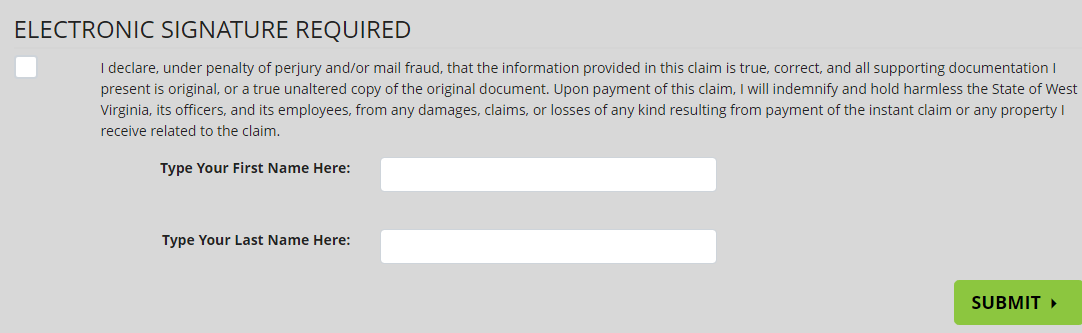 ELECTRONIC SIGNATURE REQUIRED
I declare, under penalty of perjury and/or mail fraud, that the information provided in this claim is true, correct, and all supporting documentation I
present is original, or a true unaltered copy of the original document. Upon payment of this claim, I will indemnify and hold harmless the State of West
Virginia, its officers, and its employees, from any damages, claims, or losses of any kind resulting from payment of the instant claim or any property I
receive related to the claim.
Type Your First Name Here:
Type Your Last Name Here:
SUBMIT